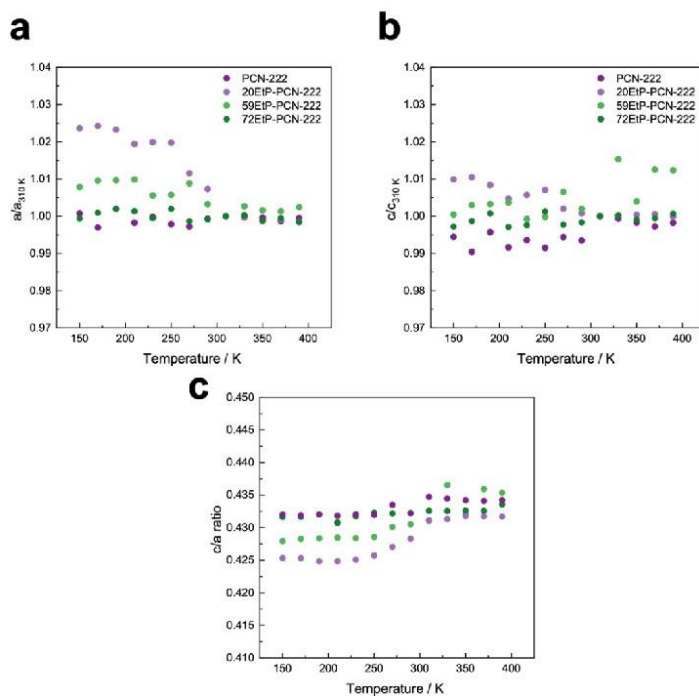 a
1.04
1.03
1.02
1.01
1.00
0.99
0.98
0.97
a/a310 K
PCN-222
20EtP-PCN-222
59EtP-PCN-222
72EtP-PCN-222
150 200 250 300 350 400
Temperature / K
b
1.04
1.03
1.02
1.01
1.00
0.99
0.98
0.97
c/c310 K
PCN-222
20EtP-PCN-222
59EtP-PCN-222
72EtP-PCN-222
150 200 250 300 350 400
Temperature / K
c
0.450
0.445
0.440
0.435
0.430
0.425
0.420
0.415
0.410
c/a ratio
150 200 250 300 350 400
Temperature / K